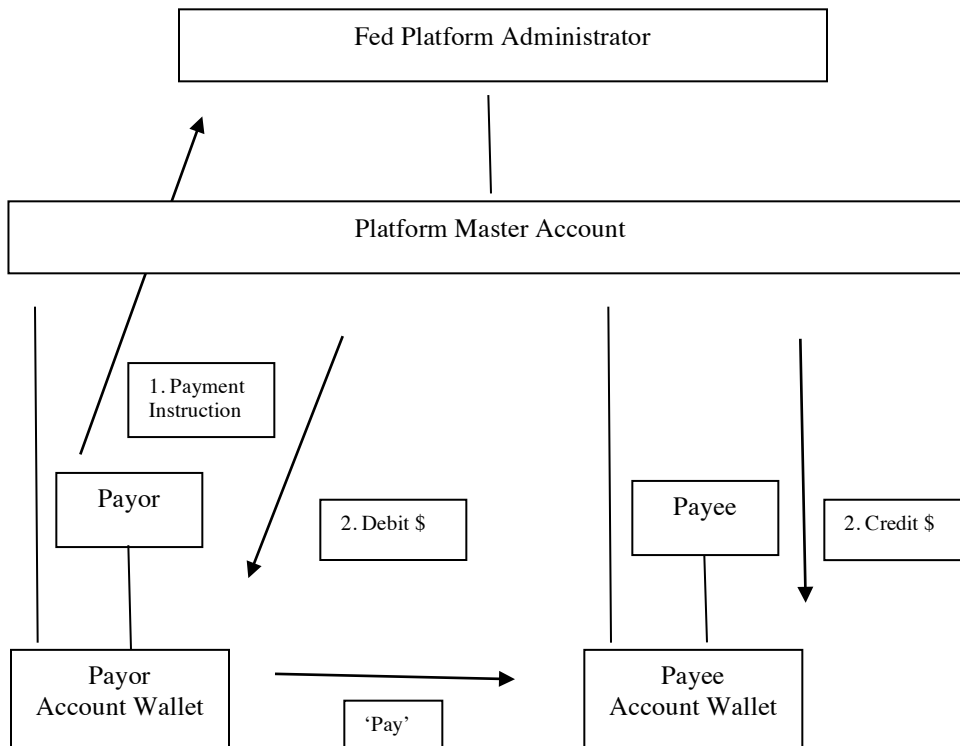 Fed Platform Administrator
Platform Master Account
1. Payment
Instruction
Payor
Payee
2. Debit $
2. Credit $
Payor
Account Wallet
Payee
Account Wallet
‘Pay’